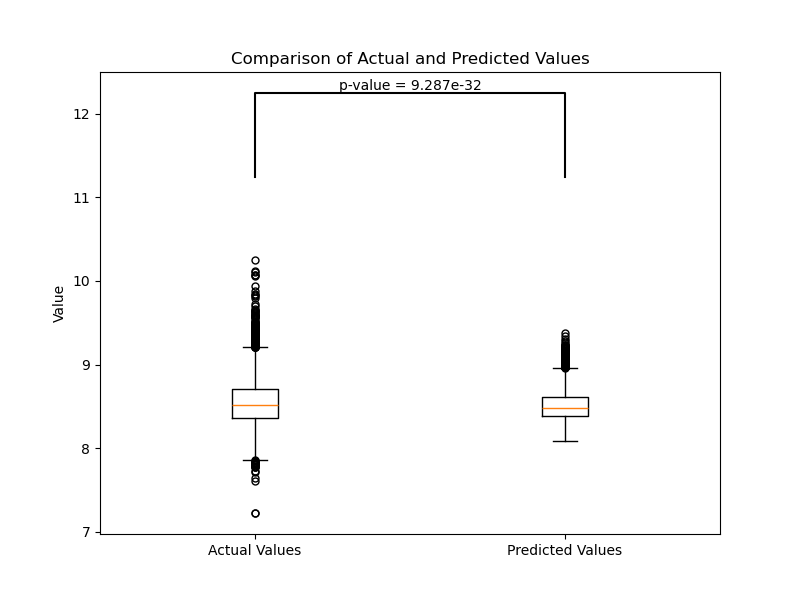 Comparison of Actual and Predicted Values
p-value = 9.287e-32
12
11
10
9
8
7
Value
Actual Values
Predicted Values